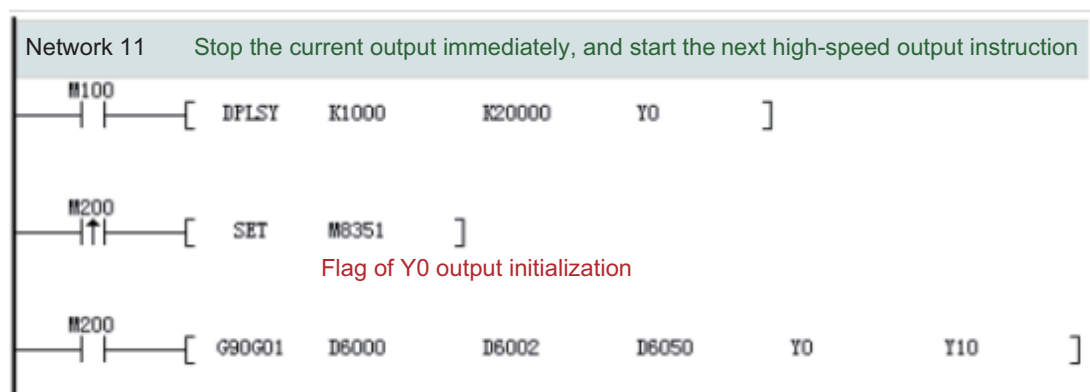 Network 11 Stop the current output immediately, and start the next high-speed output instruction
M100
DPLSY K1000 K20000 Y0
M200
SET M8351
Flag of Y0 output initialization
M200
G90G01 D6000 D6002 D6050 Y0 Y10